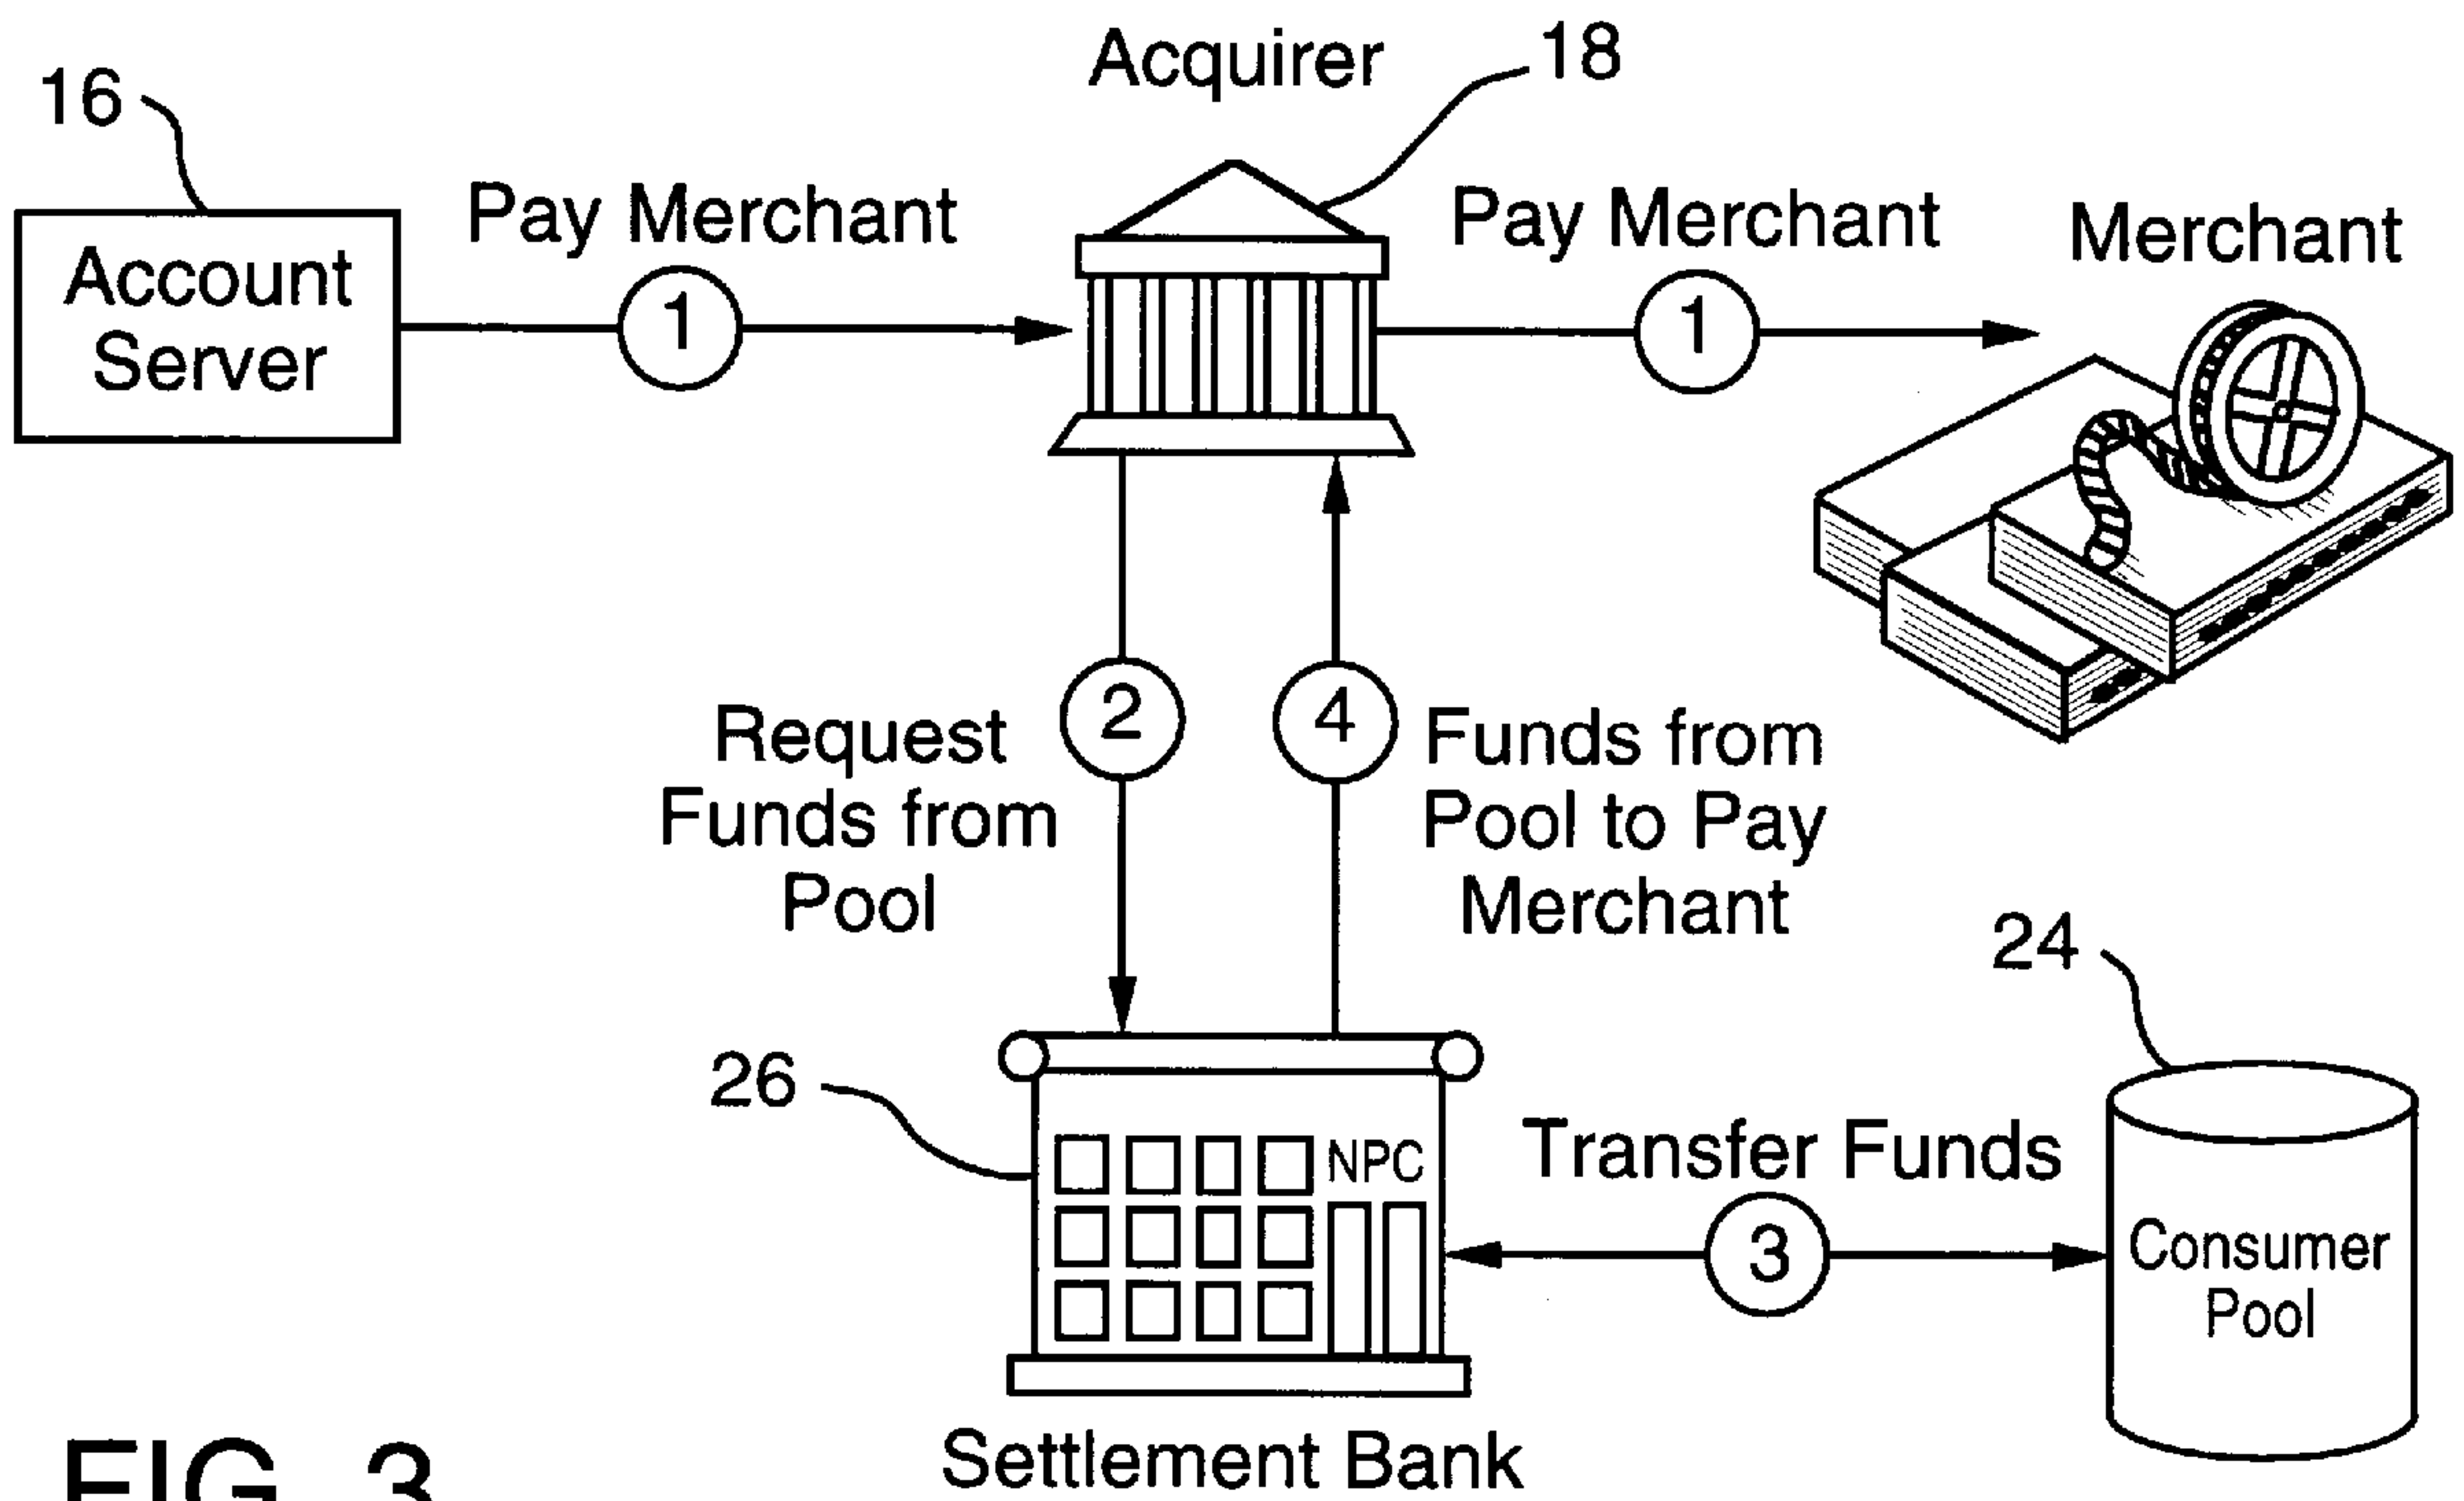 Acquirer
18
16
Pay Merchant
Pay Merchant
Merchant
Account
Server
1
1
2
4
Request
Funds from
Pool
Funds from
Pool to Pay
Merchant
24
26
NPC
Transfer Funds
3
Consumer
Pool
Settlement Bank
FIG. 3